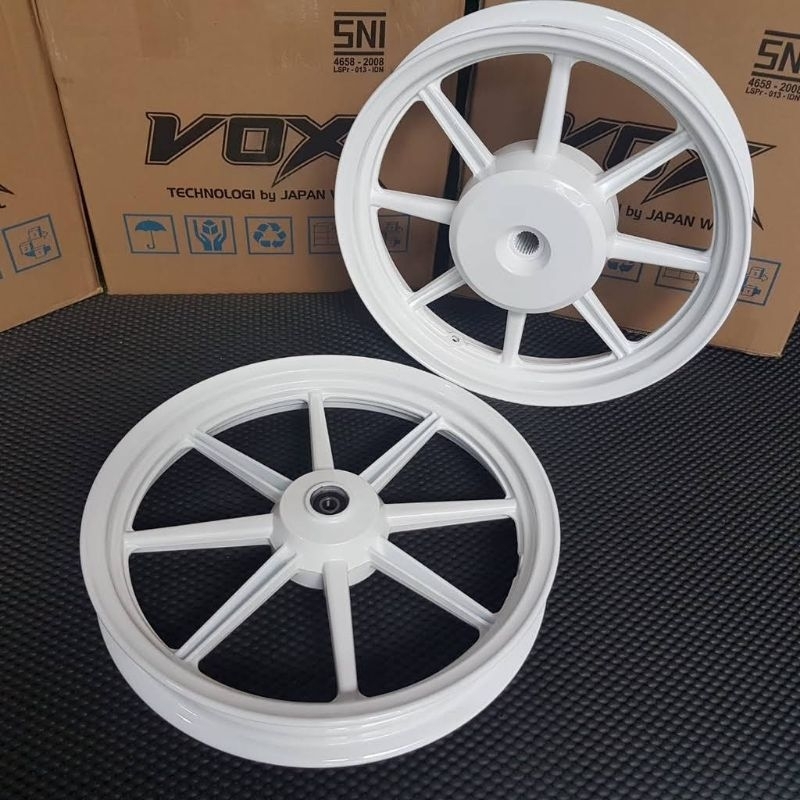 SNI
4658 - 2008
LSPr - 013 - IDN
VOX
TECHNOLOGI by JAPAN W
SNI
4658 - 2008
LSPr - 013 - IDN
VOX
by JAPAN W